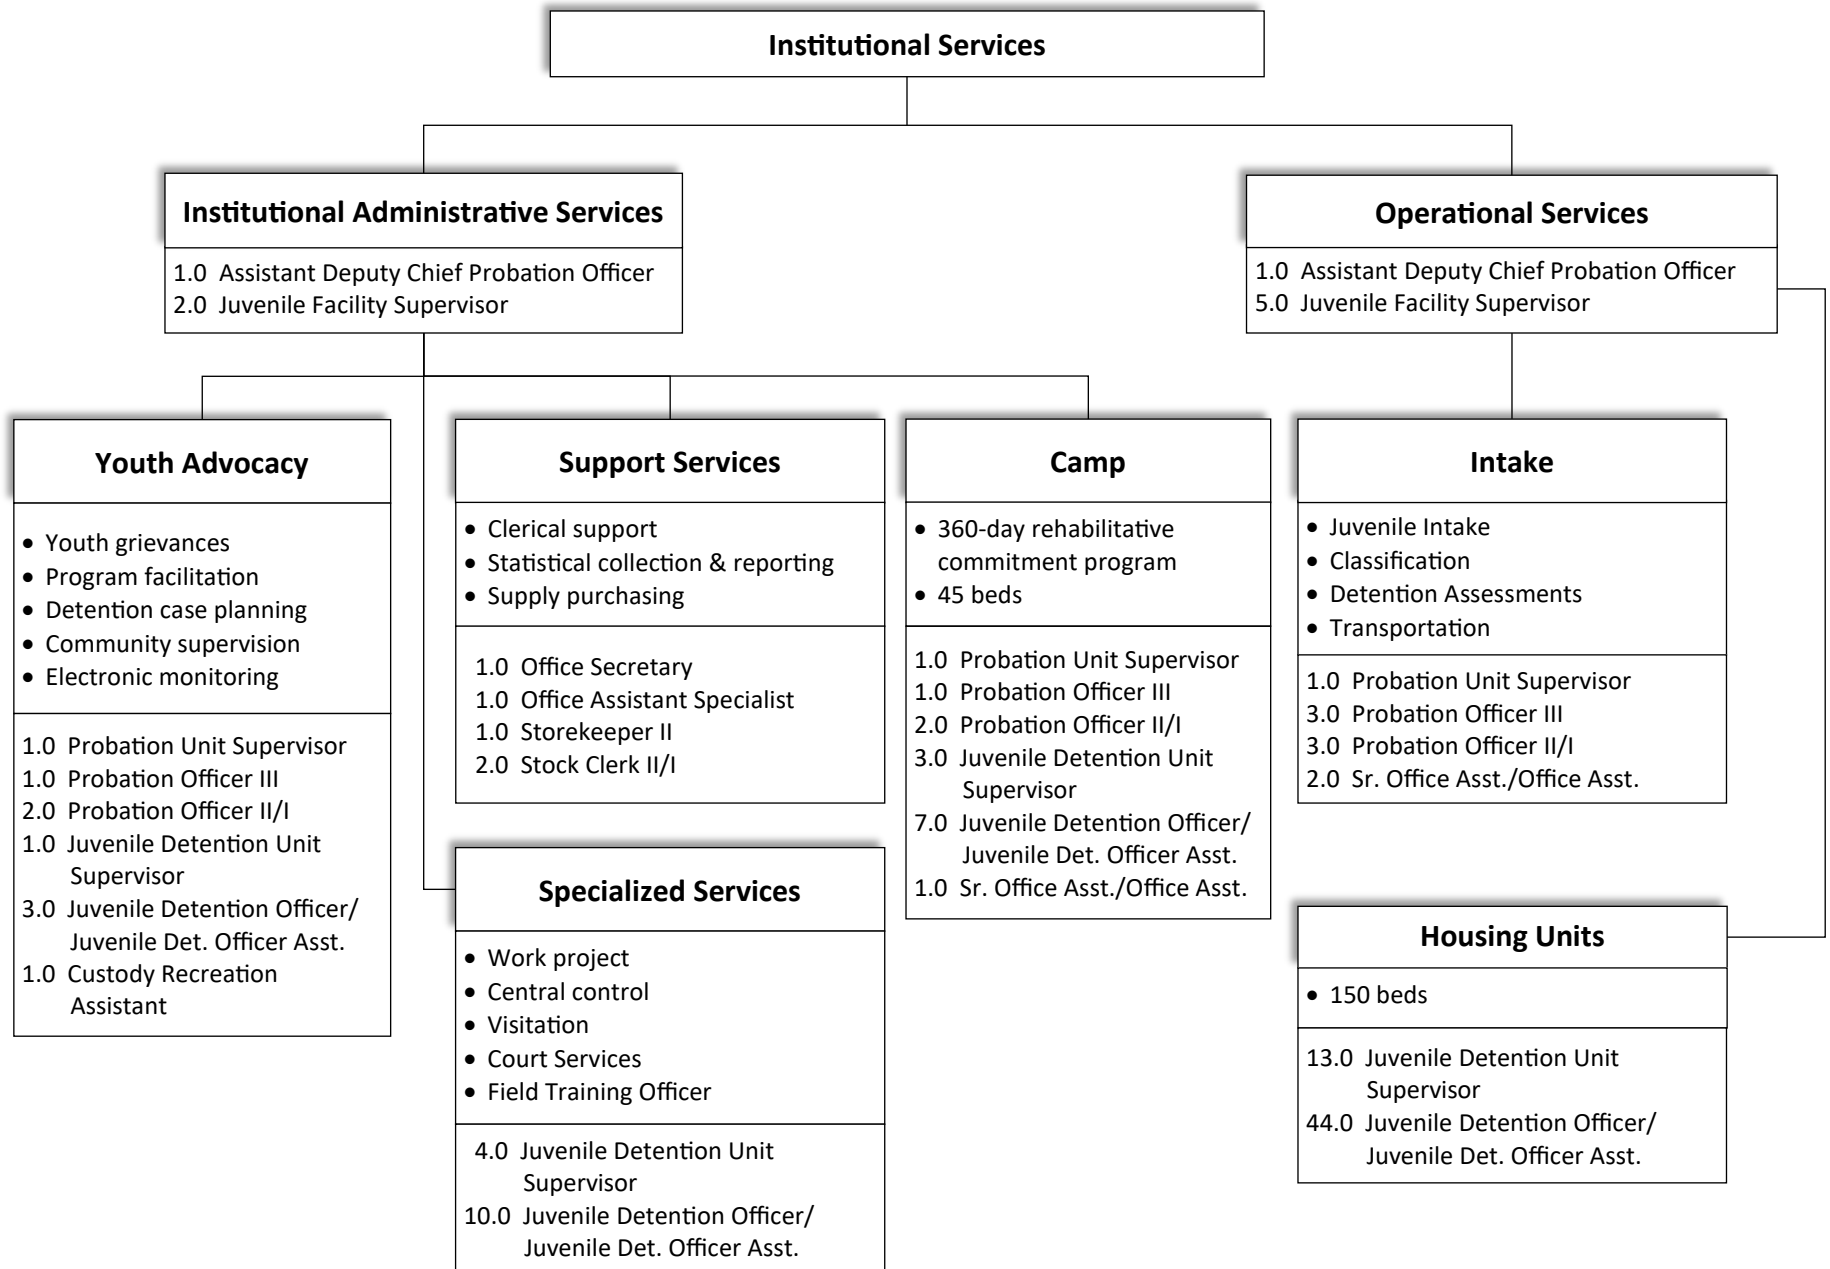 Institutional Services
Institutional Administrative Services
1.0 Assistant Deputy Chief Probation Officer
2.0 Juvenile Facility Supervisor
Operational Services
1.0 Assistant Deputy Chief Probation Officer
5.0 Juvenile Facility Supervisor
Youth Advocacy
• Youth grievances
• Program facilitation
• Detention case planning
• Community supervision
• Electronic monitoring
1.0 Probation Unit Supervisor
1.0 Probation Officer III
2.0 Probation Officer II/I
1.0 Juvenile Detention Unit
Supervisor
3.0 Juvenile Detention Officer/
Juvenile Det. Officer Asst.
1.0 Custody Recreation
Assistant
Support Services
• Clerical support
• Statistical collection & reporting
• Supply purchasing
1.0 Office Secretary
1.0 Office Assistant Specialist
1.0 Storekeeper II
2.0 Stock Clerk II/I
Specialized Services
• Work project
• Central control
• Visitation
• Court Services
• Field Training Officer
4.0 Juvenile Detention Unit
Supervisor
10.0 Juvenile Detention Officer/
Juvenile Det. Officer Asst.
Camp
• 360-day rehabilitative
commitment program
• 45 beds
1.0 Probation Unit Supervisor
1.0 Probation Officer III
2.0 Probation Officer II/I
3.0 Juvenile Detention Unit
Supervisor
7.0 Juvenile Detention Officer/
Juvenile Det. Officer Asst.
1.0 Sr. Office Asst./Office Asst.
Intake
• Juvenile Intake
• Classification
• Detention Assessments
• Transportation
1.0 Probation Unit Supervisor
3.0 Probation Officer III
3.0 Probation Officer II/I
2.0 Sr. Office Asst./Office Asst.
Housing Units
• 150 beds
13.0 Juvenile Detention Unit
Supervisor
44.0 Juvenile Detention Officer/
Juvenile Det. Officer Asst.